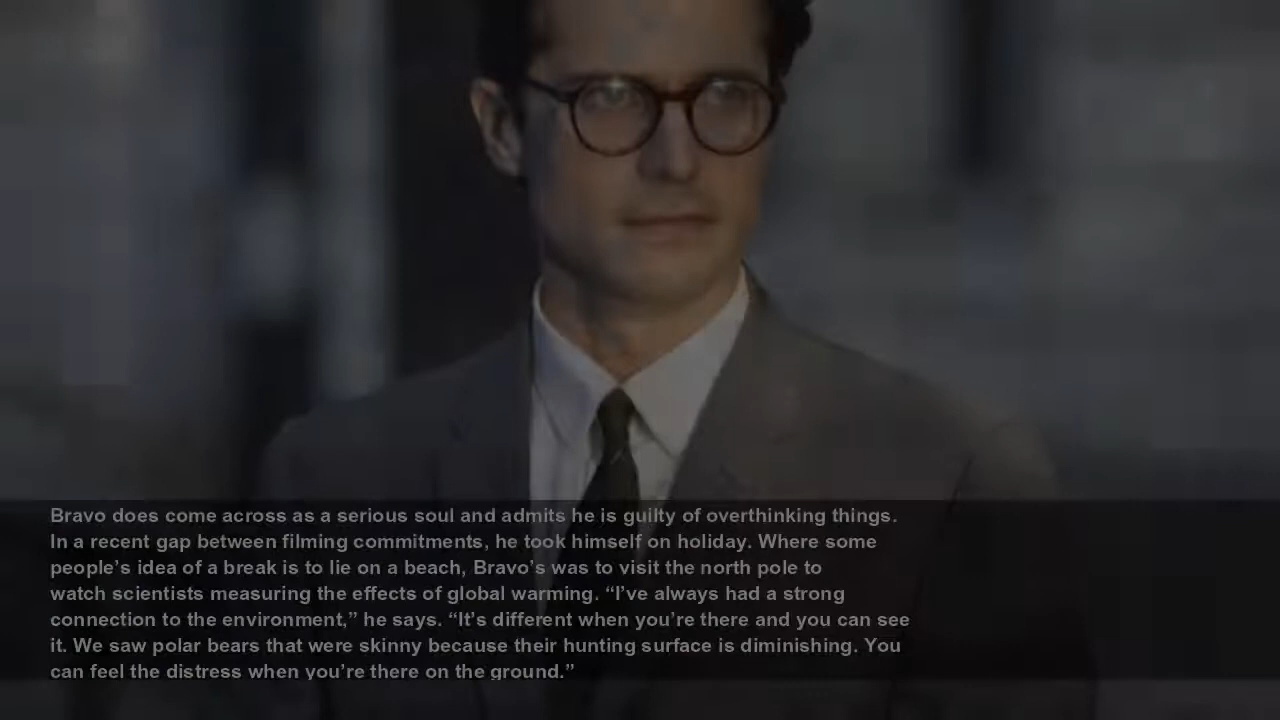 Bravo does come across as a serious soul and admits he is guilty of overthinking things.
In a recent gap between filming commitments, he took himself on holiday. Where some
people’s idea of a break is to lie on a beach, Bravo’s was to visit the north pole to
watch scientists measuring the effects of global warming. “I’ve always had a strong
connection to the environment,” he says. “It’s different when you’re there and you can see
it. We saw polar bears that were skinny because their hunting surface is diminishing. You
can feel the distress when you’re there on the ground.”